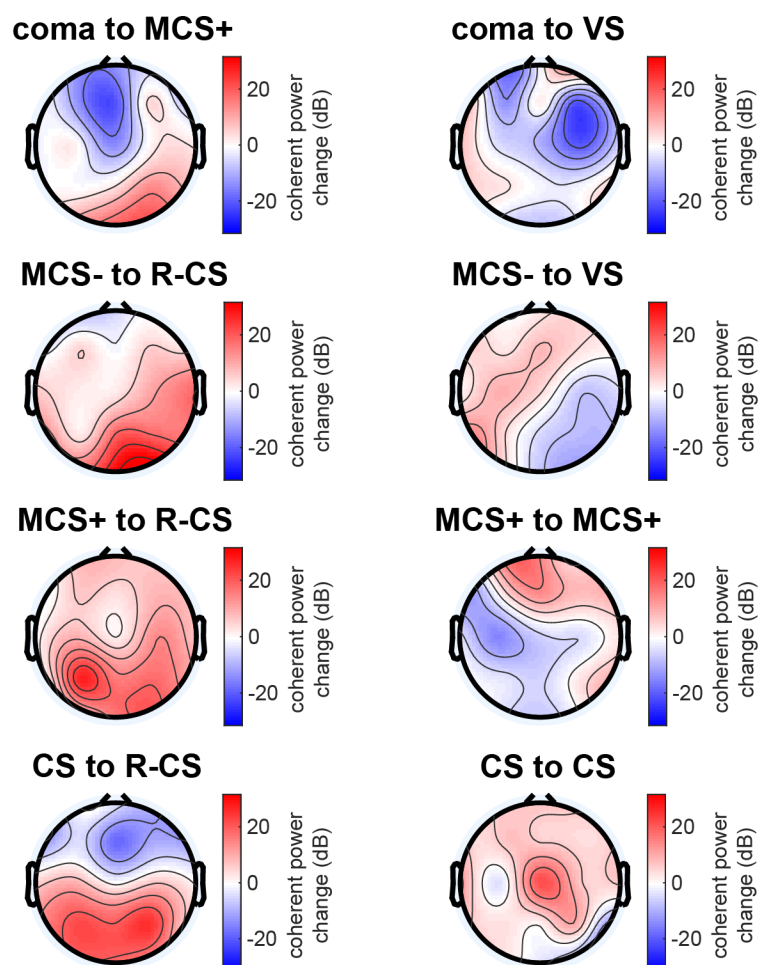 coma to MCS+
20
0
-20
coherent power
change (dB)
coma to VS
20
0
-20
coherent power
change (dB)
MCS- to R-CS
20
0
-20
coherent power
change (dB)
MCS- to VS
20
0
-20
coherent power
change (dB)
MCS+ to R-CS
20
0
-20
coherent power
change (dB)
MCS+ to MCS+
20
0
-20
coherent power
change (dB)
CS to R-CS
20
0
-20
coherent power
change (dB)
CS to CS
20
0
-20
coherent power
change (dB)